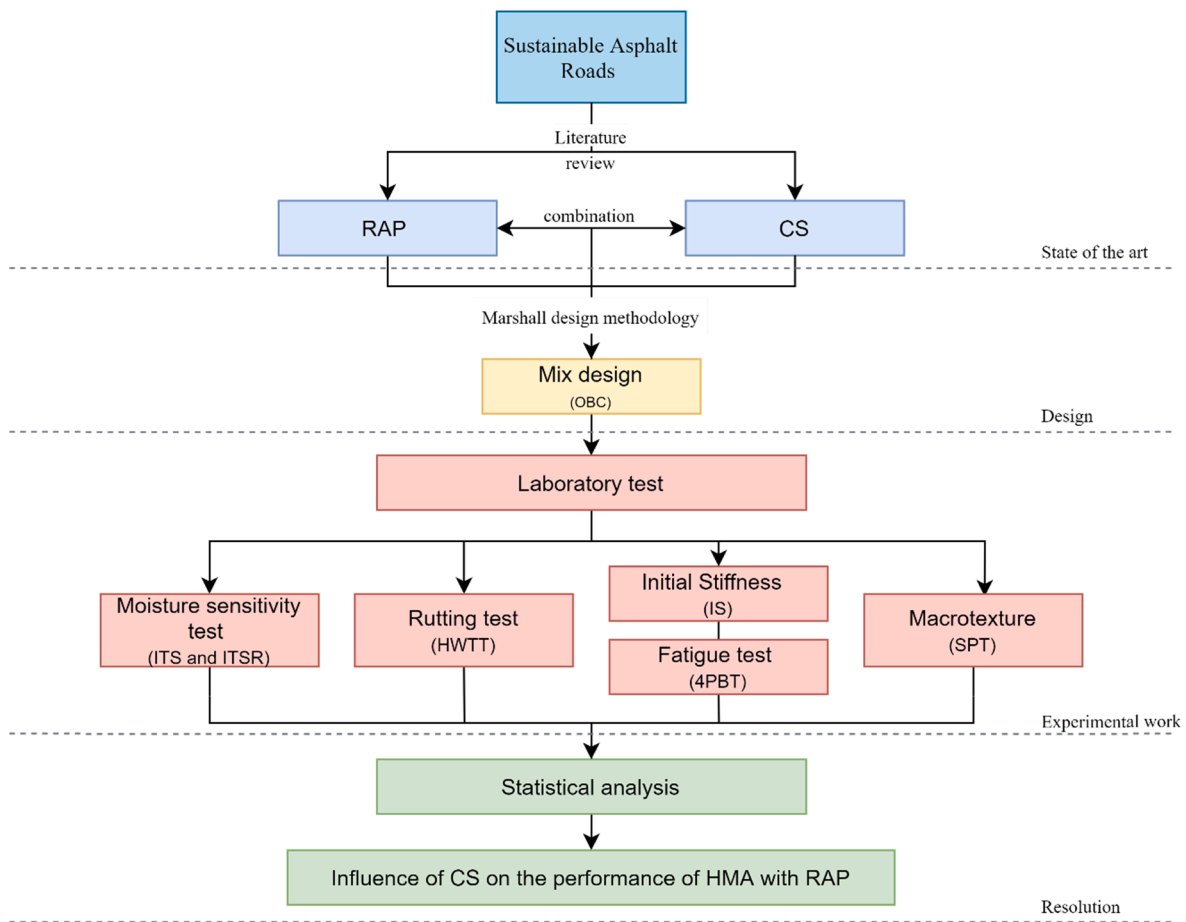 Sustainable Asphalt
Roads
Literature
review
RAP
combination
CS
State of the art
Marshall design methodology
Mix design
(OBC)
Design
Laboratory test
Moisture sensitivity
test
(ITS and ITSR)
Rutting test
(HWTT)
Initial Stiffness
(IS)
Fatigue test
(4PBT)
Macrotexture
(SPT)
Experimental work
Statistical analysis
Influence of CS on the performance of HMA with RAP
Resolution